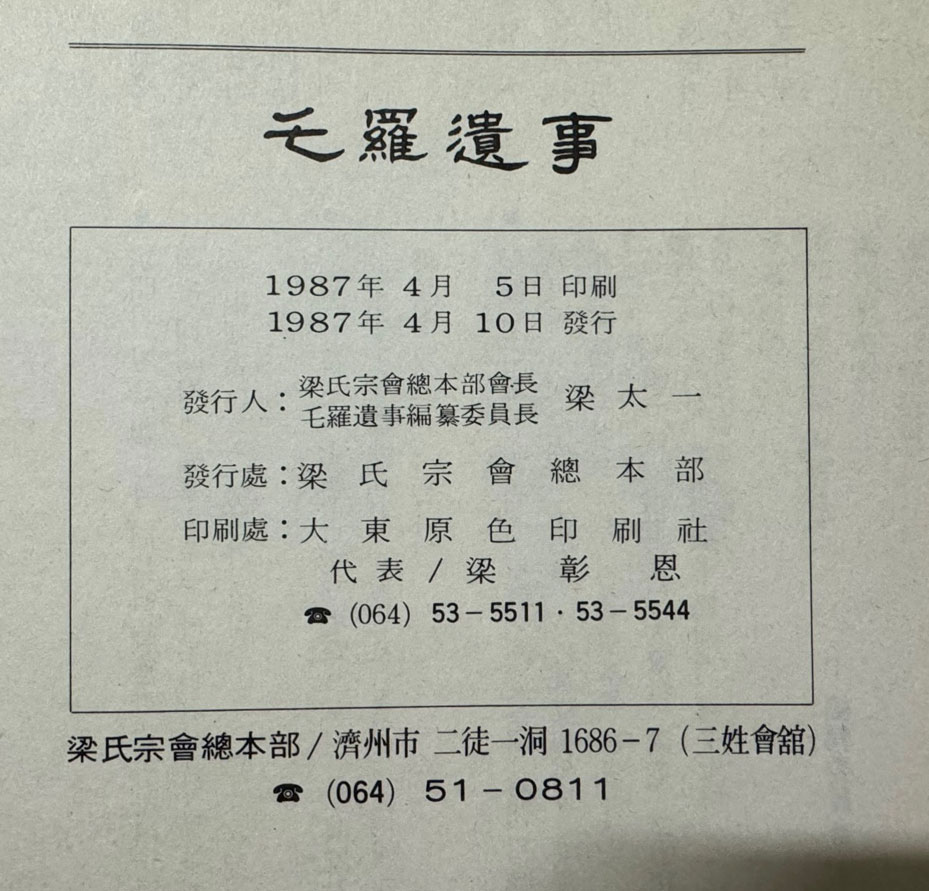 乇羅遺事
1987年 4月 5日 印刷
1987年 4月 10日 發行
發行人：梁氏宗會總本部會長 梁太一
乇羅遺事編纂委員長
發行處：梁氏宗會總本部
印刷處：大東原色印刷社
代表 / 梁彰恩
☎ (064) 53－5511 · 53－5544
梁氏宗會總本部 / 濟州市 二徒一洞 1686－7 (三姓會舘)
☎ (064) 51－0811